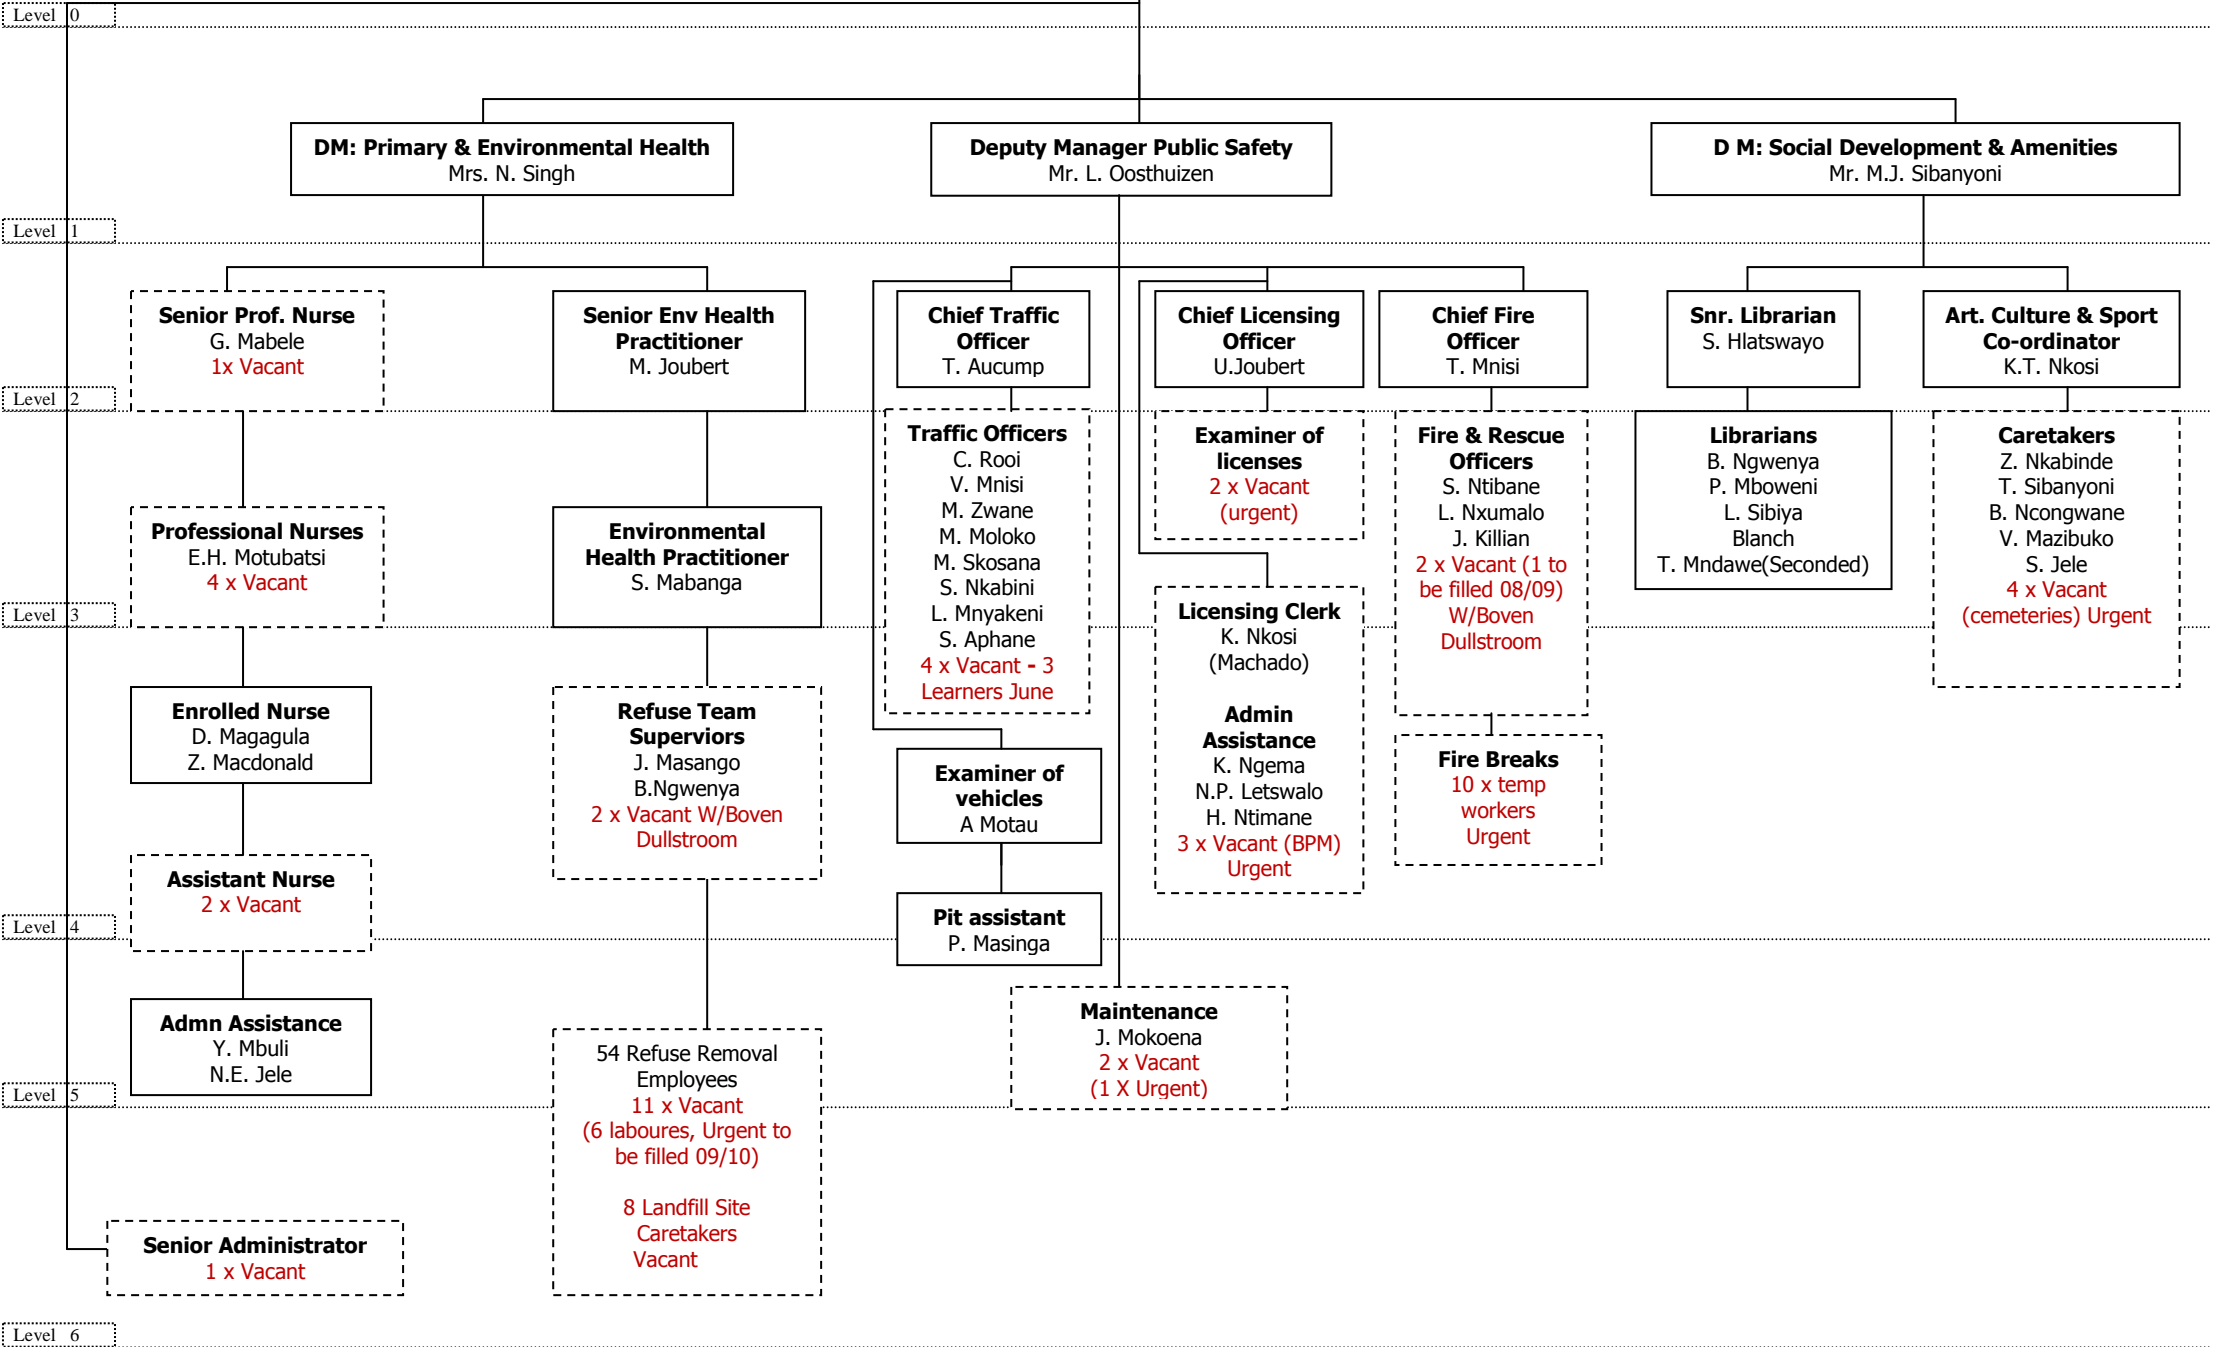 Level 0
DM: Primary & Environmental Health
Mrs. N. Singh
Deputy Manager Public Safety
Mr. L. Oosthuizen
D M: Social Development & Amenities
Mr. M.J. Sibanyoni
Level 1
Senior Prof. Nurse
G. Mabele
1x Vacant
Senior Env Health
Practitioner
M. Joubert
Chief Traffic
Officer
T. Aucump
Chief Licensing
Officer
U.Joubert
Chief Fire
Officer
T. Mnisi
Snr. Librarian
S. Hlatswayo
Art. Culture & Sport
Co-ordinator
K.T. Nkosi
Level 2
Professional Nurses
E.H. Motubatsi
4 x Vacant
Environmental
Health Practitioner
S. Mabanga
Traffic Officers
C. Rooi
V. Mnisi
M. Zwane
M. Moloko
M. Skosana
S. Nkabini
L. Mnyakeni
S. Aphane
4 x Vacant - 3
Learners June
Examiner of
licenses
2 x Vacant
(urgent)
Fire & Rescue
Officers
S. Ntibane
L. Nxumalo
J. Killian
2 x Vacant (1 to
be filled 08/09)
W/Boven
Dullstroom
Librarians
B. Ngwenya
P. Mboweni
L. Sibiya
Blanch
T. Mndawe(Seconded)
Caretakers
Z. Nkabinde
T. Sibanyoni
B. Ncongwane
V. Mazibuko
S. Jele
4 x Vacant
(cemeteries) Urgent
Level 3
Enrolled Nurse
D. Magagula
Z. Macdonald
Refuse Team
Superviors
J. Masango
B.Ngwenya
2 x Vacant W/Boven
Dullstroom
Licensing Clerk
K. Nkosi
(Machado)
Admin
Assistance
K. Ngema
N.P. Letswalo
H. Ntimane
3 x Vacant (BPM)
Urgent
Fire Breaks
10 x temp
workers
Urgent
Examiner of
vehicles
A Motau
Assistant Nurse
2 x Vacant
Pit assistant
P. Masinga
Level 4
Admn Assistance
Y. Mbuli
N.E. Jele
54 Refuse Removal
Employees
11 x Vacant
(6 laboures, Urgent to
be filled 09/10)
8 Landfill Site
Caretakers
Vacant
Maintenance
J. Mokoena
2 x Vacant
(1 X Urgent)
Level 5
Senior Administrator
1 x Vacant
Level 6